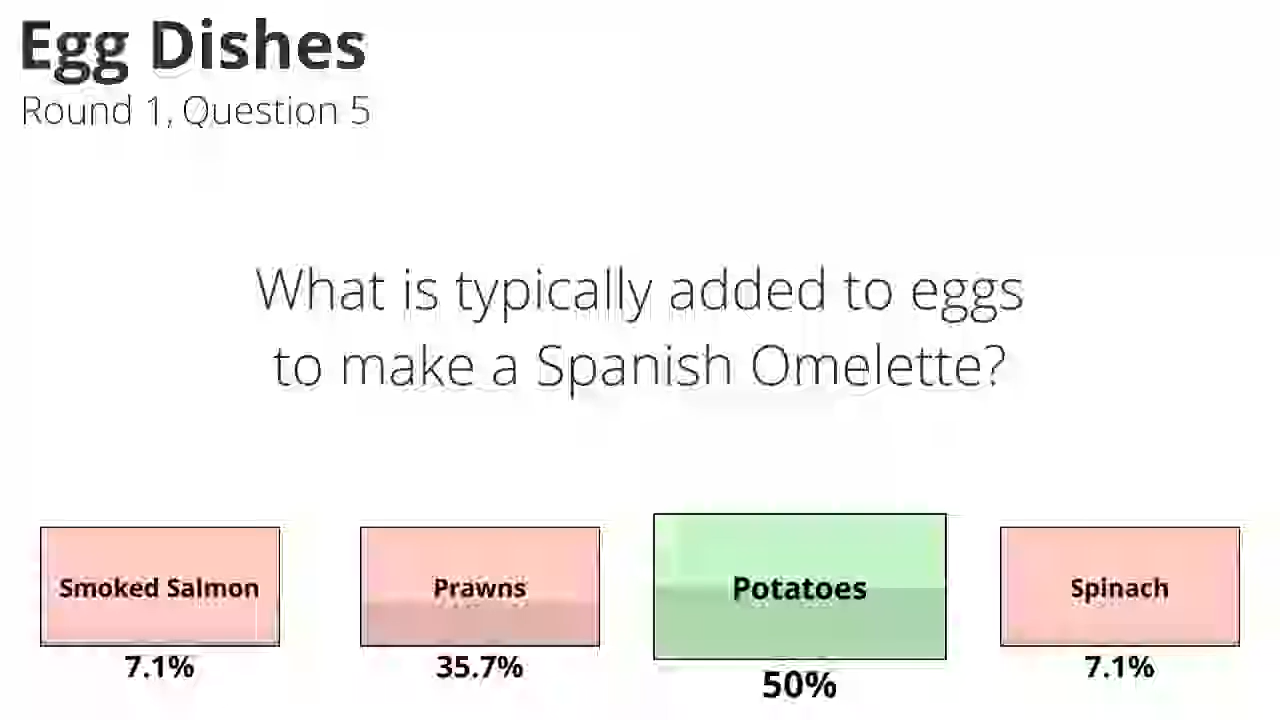 Egg Dishes
Round 1, Question 5
What is typically added to eggs
to make a Spanish Omelette?
Smoked Salmon
Prawns
Potatoes
Spinach
7.1%
35.7%
50%
7.1%